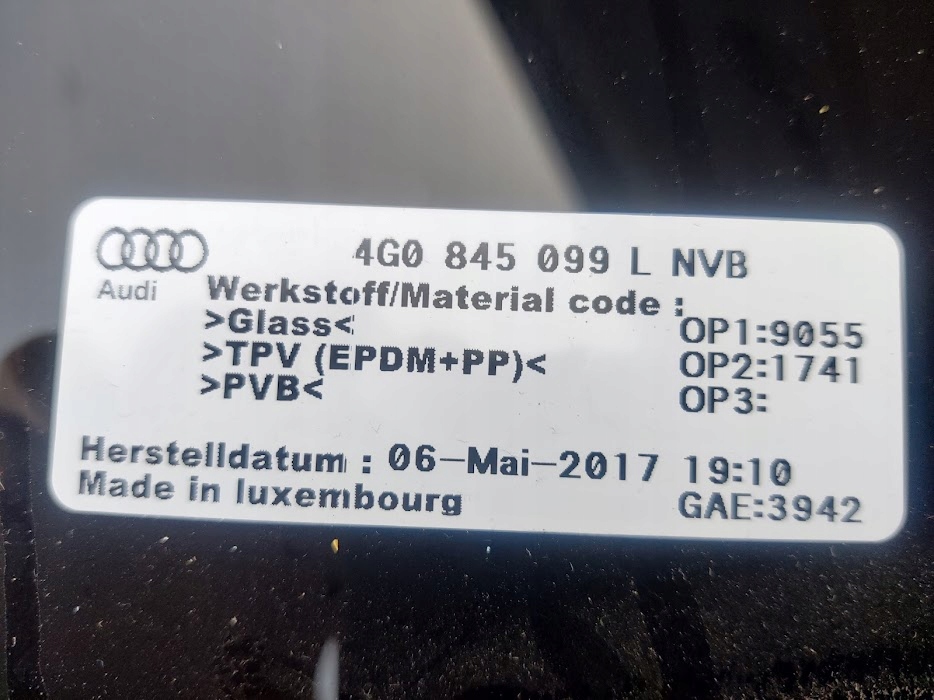 4G0 845 099 L NVB
Audi
Werkstoff/Material code :
>Glass<
OP1:9055
>TPV (EPDM+PP)<
OP2:1741
>PVB<
OP3:
Herstelldatum : 06-Mai-2017 19:10
Made in luxembourg
GAE:3942